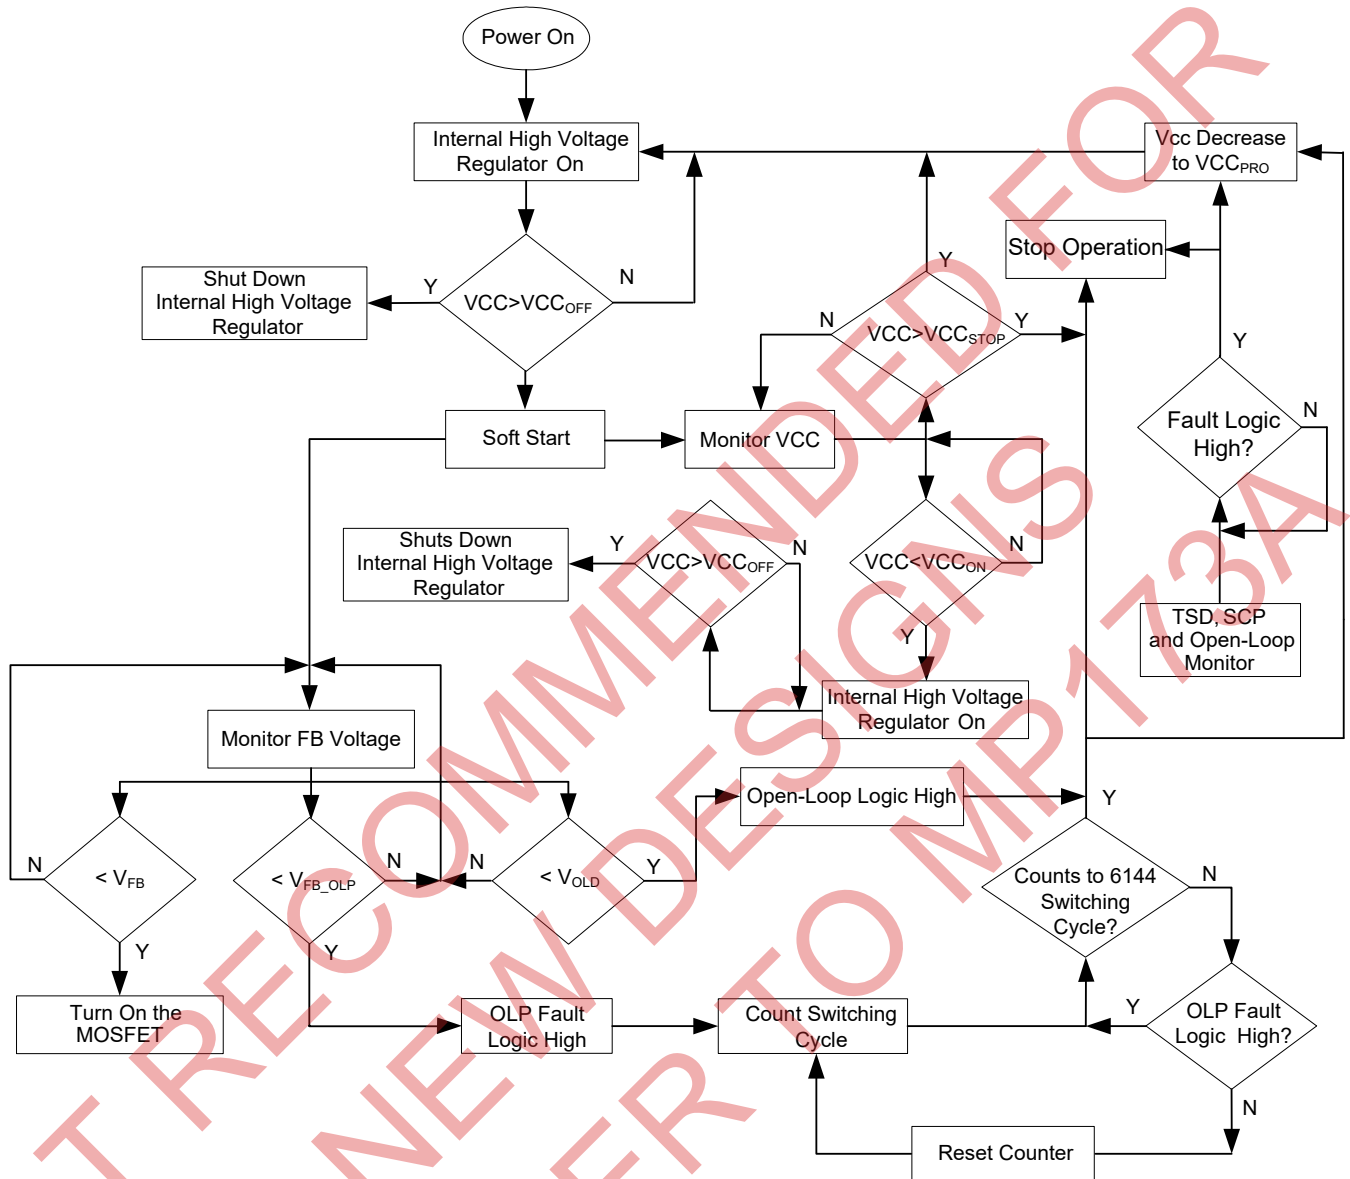 Power On
Internal High Voltage
Regulator On
Vcc Decrease
to VCCPRO
Stop Operation
Shut Down
Internal High Voltage
Regulator
Y
VCC>VCCOFF
N
N
VCC>VCCSTOP
Y
Y
Y
Fault Logic
High?
N
Soft Start
Monitor VCC
Shuts Down
Internal High Voltage
Regulator
Y
VCC>VCCOFF
N
VCC<VCCON
N
Y
TSD, SCP
and Open-Loop
Monitor
Internal High Voltage
Regulator On
Monitor FB Voltage
Open-Loop Logic High
Y
N
< VFB
Y
< VFB_OLP
N
Y
N
< VOLD
Y
Counts to 6144
Switching
Cycle?
N
Turn On the
MOSFET
OLP Fault
Logic High
Count Switching
Cycle
Y
OLP Fault
Logic High?
N
Reset Counter
T RECOMMENDED FOR
NEW DESIGNS
ER TO MP173A